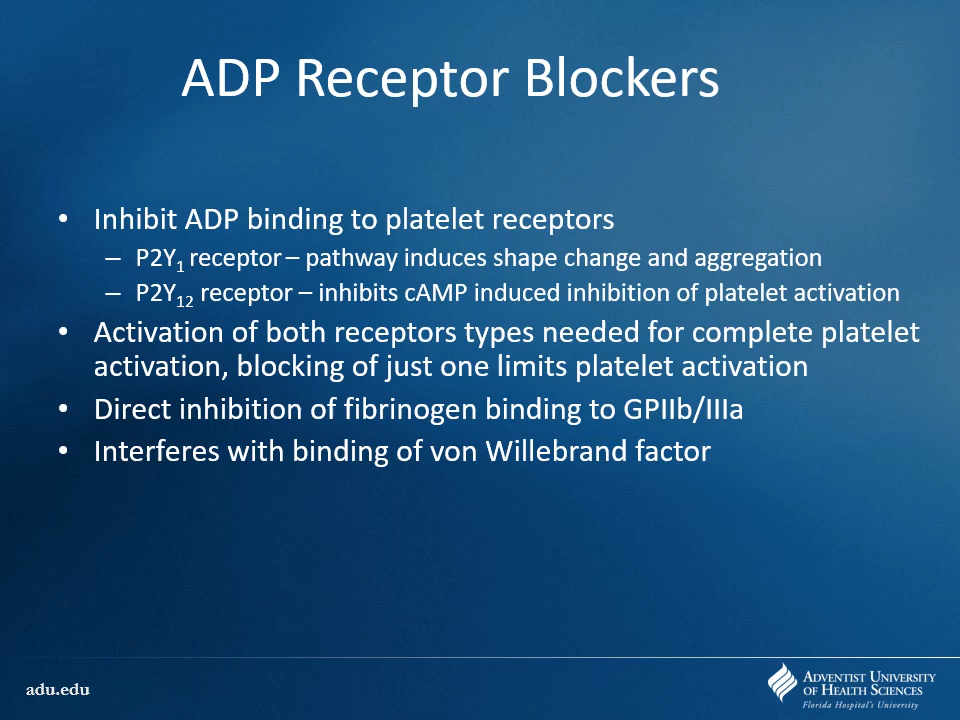 ADP Receptor Blockers
• Inhibit ADP binding to platelet receptors
– P2Y₁ receptor – pathway induces shape change and aggregation
– P2Y₁₂ receptor – inhibits cAMP induced inhibition of platelet activation
• Activation of both receptors types needed for complete platelet
activation, blocking of just one limits platelet activation
• Direct inhibition of fibrinogen binding to GPIIb/IIIa
• Interferes with binding of von Willebrand factor
adu.edu
ADVENTIST UNIVERSITY
OF HEALTH SCIENCES
Florida Hospital's University